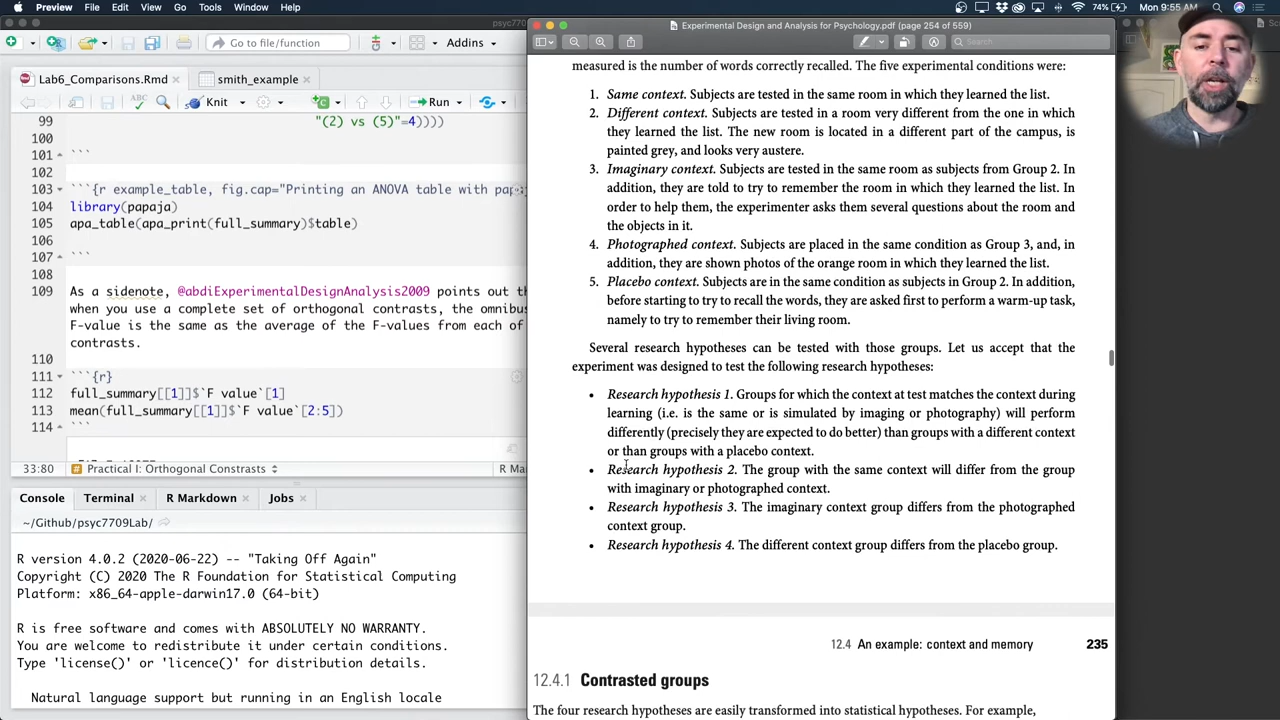 Preview File Edit View Go Tools Window Help
74% Mon 9:55 AM
psyc7709
Go to file/function
Addins
Lab6_Comparisons.Rmd
smith_example
ABC
Knit
Run
99 "(2) vs (5)"=4))))
100
101 ```
102
103 ```{r example_table, fig.cap="Printing an ANOVA table with pap
104 library(papaja)
105 apa_table(apa_print(full_summary)$table)
106
107 ```
108
109 As a sidenote, @abdiExperimentalDesignAnalysis2009 points out th
when you use a complete set of orthogonal contrasts, the omnibus
F-value is the same as the average of the F-values from each of
contrasts.
110
111 ```{r}
112 full_summary[[1]]$`F value`[1]
113 mean(full_summary[[1]]$`F value`[2:5])
114 ```
33:80 Practical I: Orthogonal Constrasts
R Mar
Console Terminal R Markdown Jobs
~/Github/psyc7709Lab/
R version 4.0.2 (2020-06-22) -- "Taking Off Again"
Copyright (C) 2020 The R Foundation for Statistical Computing
Platform: x86_64-apple-darwin17.0 (64-bit)
R is free software and comes with ABSOLUTELY NO WARRANTY.
You are welcome to redistribute it under certain conditions.
Type 'license()' or 'licence()' for distribution details.
Natural language support but running in an English locale
Experimental Design and Analysis for Psychology.pdf (page 254 of 559)
Search
measured is the number of words correctly recalled. The five experimental conditions were:
1. Same context. Subjects are tested in the same room in which they learned the list.
2. Different context. Subjects are tested in a room very different from the one in which
they learned the list. The new room is located in a different part of the campus, is
painted grey, and looks very austere.
3. Imaginary context. Subjects are tested in the same room as subjects from Group 2. In
addition, they are told to try to remember the room in which they learned the list. In
order to help them, the experimenter asks them several questions about the room and
the objects in it.
4. Photographed context. Subjects are placed in the same condition as Group 3, and, in
addition, they are shown photos of the orange room in which they learned the list.
5. Placebo context. Subjects are in the same condition as subjects in Group 2. In addition,
before starting to try to recall the words, they are asked first to perform a warm-up task,
namely to try to remember their living room.
Several research hypotheses can be tested with those groups. Let us accept that the
experiment was designed to test the following research hypotheses:
• Research hypothesis 1. Groups for which the context at test matches the context during
learning (i.e. is the same or is simulated by imaging or photography) will perform
differently (precisely they are expected to do better) than groups with a different context
or than groups with a placebo context.
• Research hypothesis 2. The group with the same context will differ from the group
with imaginary or photographed context.
• Research hypothesis 3. The imaginary context group differs from the photographed
context group.
• Research hypothesis 4. The different context group differs from the placebo group.
12.4 An example: context and memory 235
12.4.1 Contrasted groups
The four research hypotheses are easily transformed into statistical hypotheses. For example,